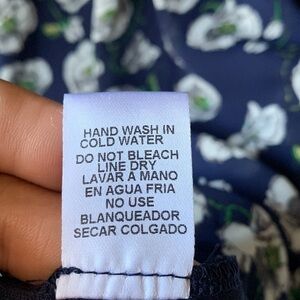 HAND WASH IN
COLD WATER
DO NOT BLEACH
LINE DRY
LAVAR A MANO
EN AGUA FRIA
NO USE
BLANQUEADOR
SECAR COLGADO